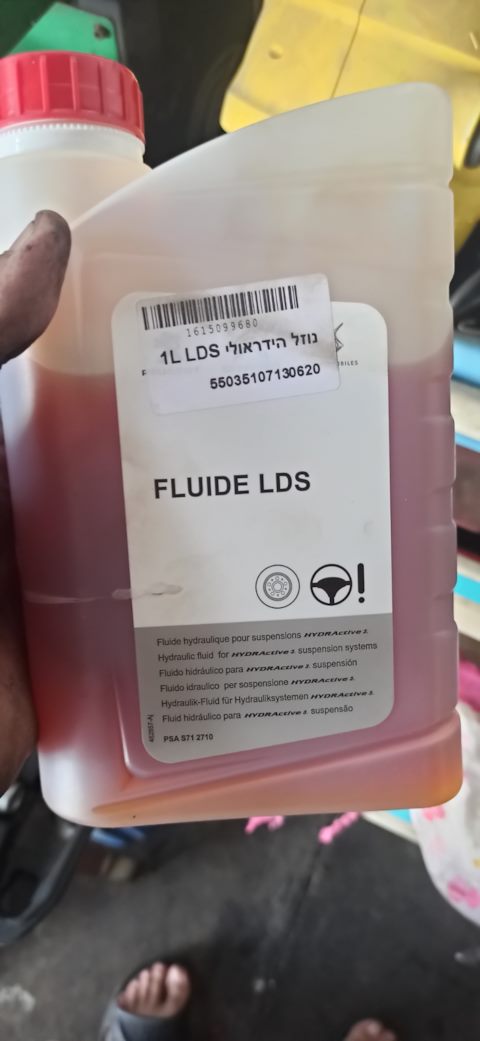 1615099680
נוזל הידראולי 1L LDS
55035107130620
FLUIDE LDS
!
Fluide hydraulique pour suspensions HYDRActive 3.
Hydraulic fluid for HYDRActive 3. suspension systems
Fluido hidráulico para HYDRActive 3. suspensión
Fluido idraulico per sospensione HYDRActive 3.
Hydraulik-Fluid für Hydrauliksystemen HYDRActive 3.
Fluid hidráulico para HYDRActive 3. suspensão
PSA S71 2710